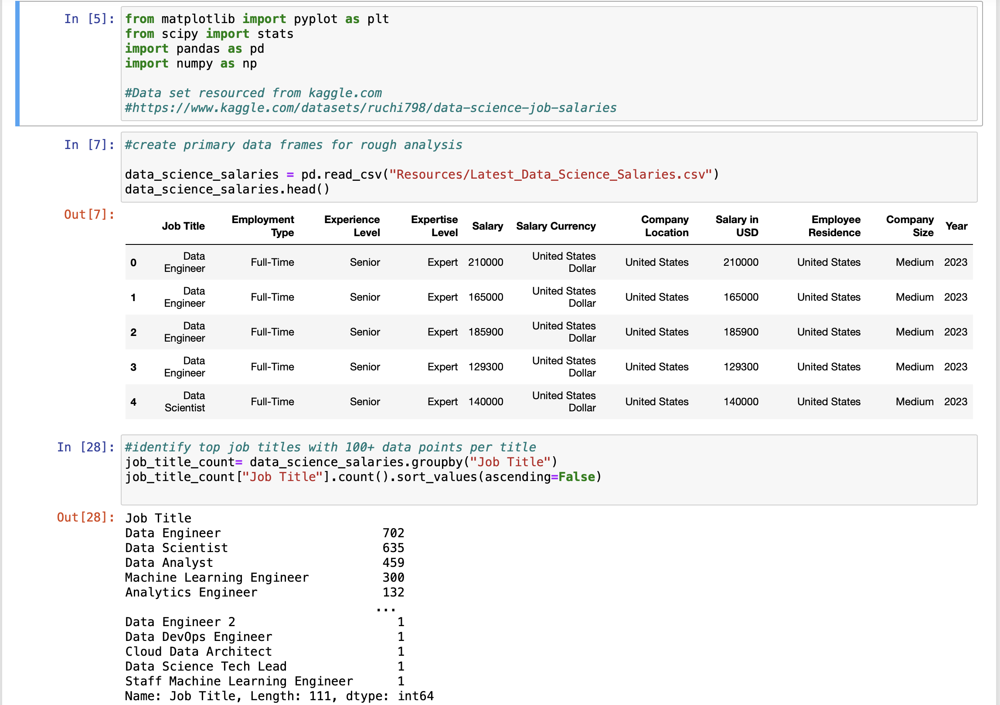 In [5]: from matplotlib import pyplot as plt
from scipy import stats
import pandas as pd
import numpy as np
#Data set resourced from kaggle.com
#https://www.kaggle.com/datasets/ruchi798/data-science-job-salaries
In [7]: #create primary data frames for rough analysis
data_science_salaries = pd.read_csv("Resources/Latest_Data_Science_Salaries.csv")
data_science_salaries.head()
Out[7]:
Job Title Employment Type Experience Level Expertise Level Salary Salary Currency Company Location Salary in USD Employee Residence Company Size Year
0 Data Engineer Full-Time Senior Expert 210000 United States Dollar United States 210000 United States Medium 2023
1 Data Engineer Full-Time Senior Expert 165000 United States Dollar United States 165000 United States Medium 2023
2 Data Engineer Full-Time Senior Expert 185900 United States Dollar United States 185900 United States Medium 2023
3 Data Engineer Full-Time Senior Expert 129300 United States Dollar United States 129300 United States Medium 2023
4 Data Scientist Full-Time Senior Expert 140000 United States Dollar United States 140000 United States Medium 2023
In [28]: #identify top job titles with 100+ data points per title
job_title_count= data_science_salaries.groupby("Job Title")
job_title_count["Job Title"].count().sort_values(ascending=False)
Out[28]: Job Title
Data Engineer 702
Data Scientist 635
Data Analyst 459
Machine Learning Engineer 300
Analytics Engineer 132
...
Data Engineer 2 1
Data DevOps Engineer 1
Cloud Data Architect 1
Data Science Tech Lead 1
Staff Machine Learning Engineer 1
Name: Job Title, Length: 111, dtype: int64